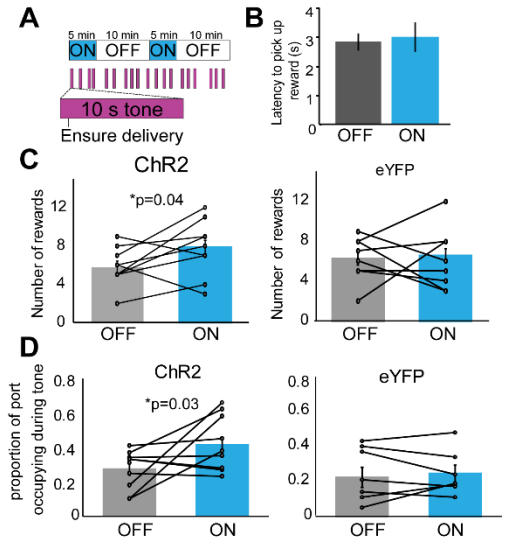 A
5 min 10 min 5 min 10 min
ON OFF ON OFF
10 s tone
Ensure delivery
B
Latency to pick up
reward (s)
4
3
2
1
0
OFF ON
C
ChR2
*p=0.04
Number of rewards
12
8
4
0
OFF ON
eYFP
Number of rewards
12
8
4
0
OFF ON
D
ChR2
*p=0.03
proportion of port
occupying during tone
0.8
0.6
0.4
0.2
0
OFF ON
eYFP
0.8
0.6
0.4
0.2
0
OFF ON